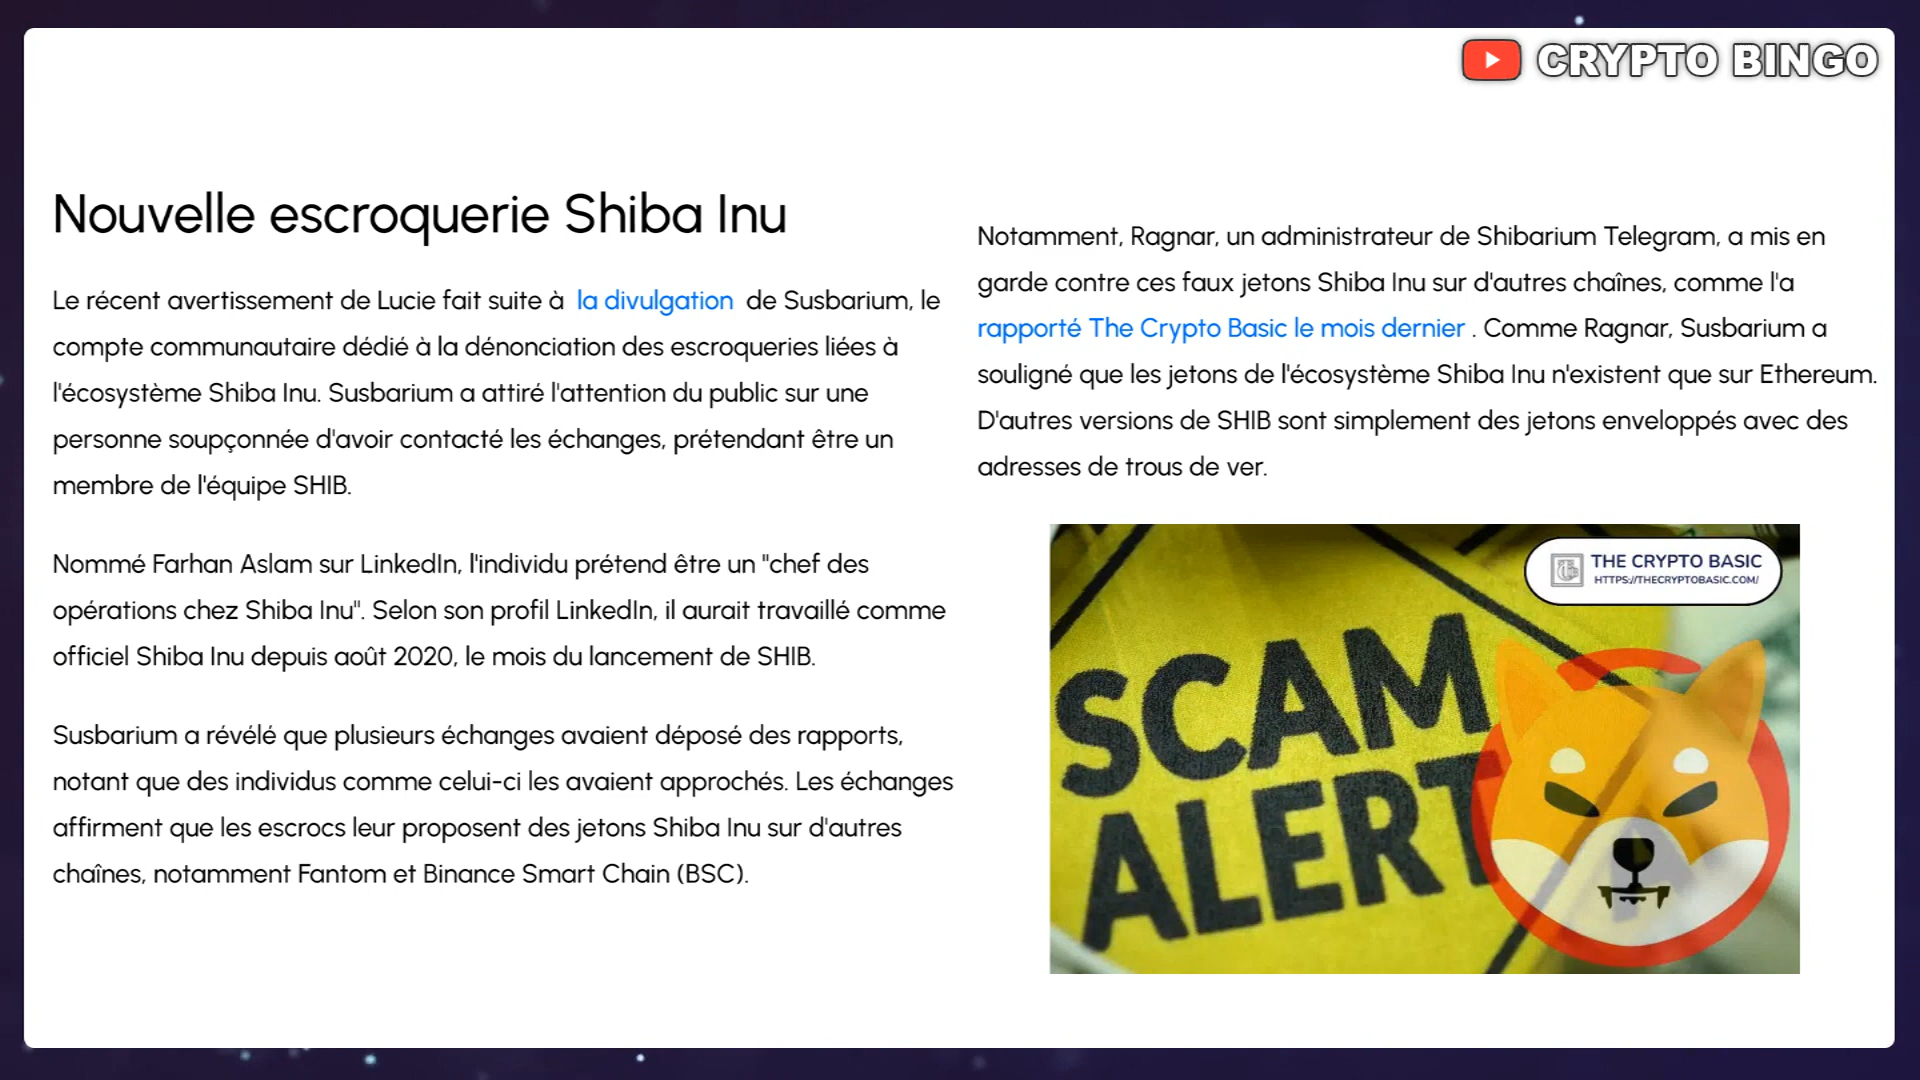 CRYPTO BINGO
Nouvelle escroquerie Shiba Inu
Le récent avertissement de Lucie fait suite à la divulgation de Susbarium, le
compte communautaire dédié à la dénonciation des escroqueries liées à
l'écosystème Shiba Inu. Susbarium a attiré l'attention du public sur une
personne soupçonnée d'avoir contacté les échanges, prétendant être un
membre de l'équipe SHIB.
Nommé Farhan Aslam sur LinkedIn, l'individu prétend être un "chef des
opérations chez Shiba Inu". Selon son profil LinkedIn, il aurait travaillé comme
officiel Shiba Inu depuis août 2020, le mois du lancement de SHIB.
Susbarium a révélé que plusieurs échanges avaient déposé des rapports,
notant que des individus comme celui-ci les avaient approchés. Les échanges
affirment que les escrocs leur proposent des jetons Shiba Inu sur d'autres
chaînes, notamment Fantom et Binance Smart Chain (BSC).
Notamment, Ragnar, un administrateur de Shibarium Telegram, a mis en
garde contre ces faux jetons Shiba Inu sur d'autres chaînes, comme l'a
rapporté The Crypto Basic le mois dernier . Comme Ragnar, Susbarium a
souligné que les jetons de l'écosystème Shiba Inu n'existent que sur Ethereum.
D'autres versions de SHIB sont simplement des jetons enveloppés avec des
adresses de trous de ver.
THE CRYPTO BASIC
HTTPS://THECRYPTOBASIC.COM/
SCAM
ALERT